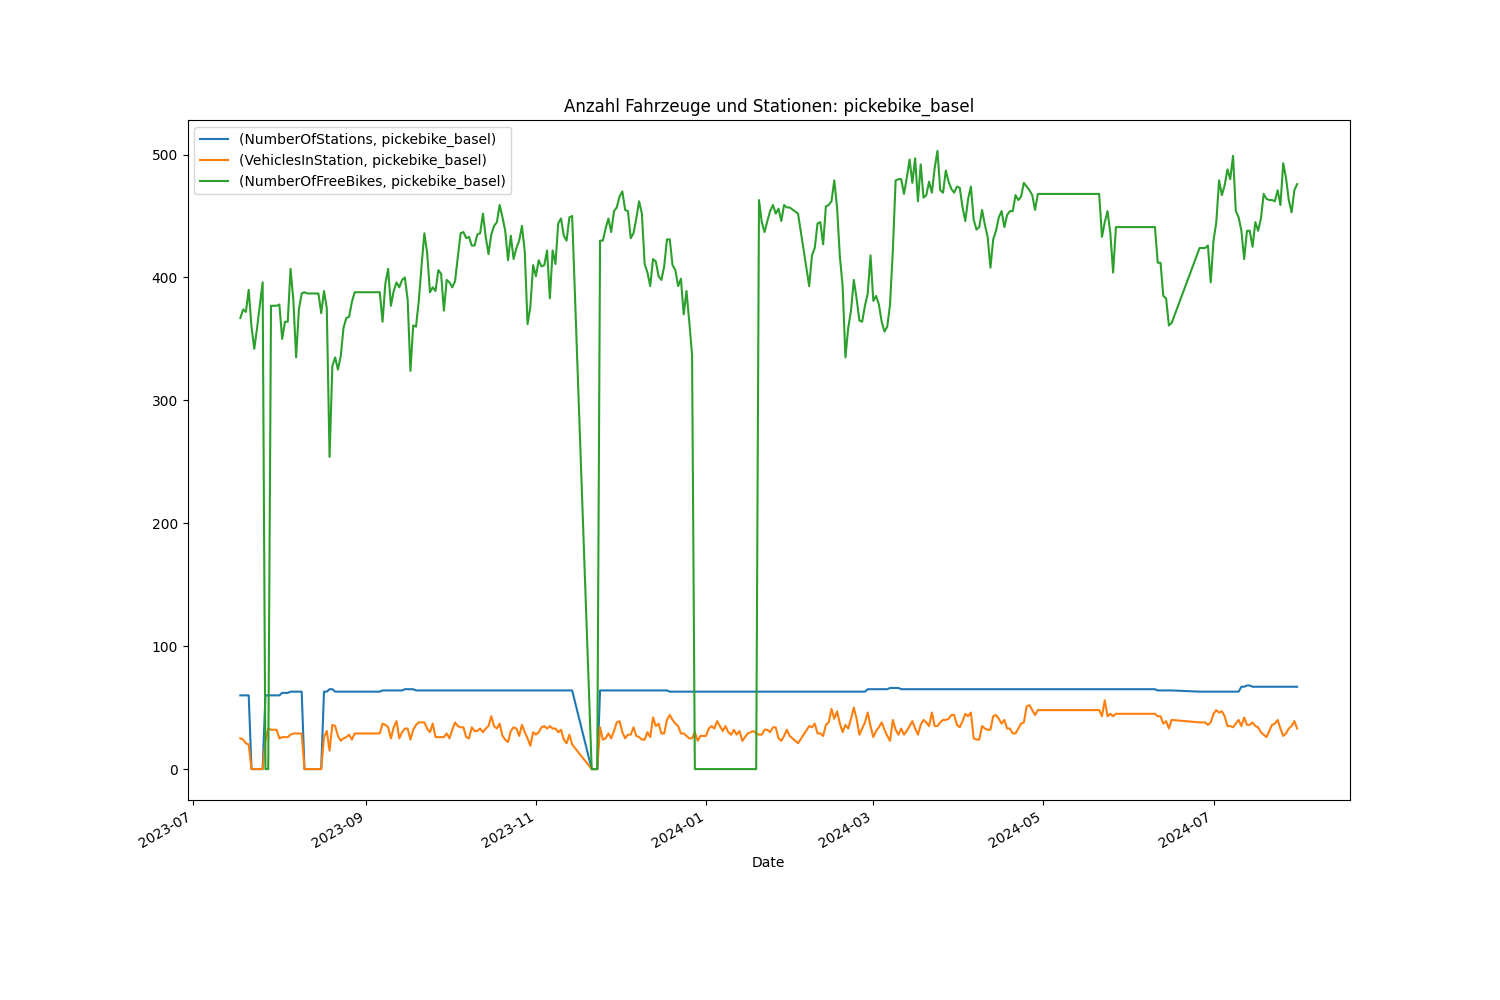 Anzahl Fahrzeuge und Stationen: pickebike_basel
(NumberOfStations, pickebike_basel)
(VehiclesInStation, pickebike_basel)
(NumberOfFreeBikes, pickebike_basel)
500
400
300
200
100
0
2023-07
2023-09
2023-11
2024-01
2024-03
2024-05
2024-07
Date